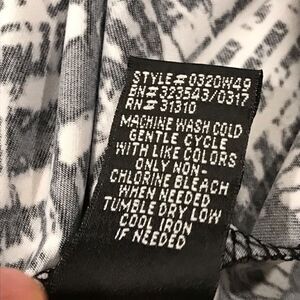 STYLE# 0320W49
BN# 323543/0317
RN# 31310
MACHINE WASH COLD
GENTLE CYCLE
WITH LIKE COLORS
ONLY NON-
CHLORINE BLEACH
WHEN NEEDED
TUMBLE DRY LOW
COOL IRON
IF NEEDED